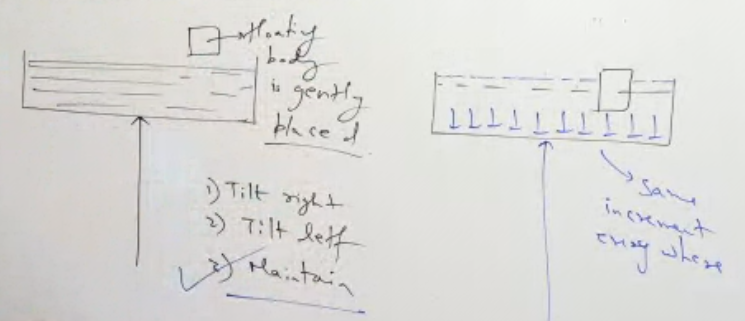 floating
body
is gently
placed
1) Tilt right
2) Tilt left
3) Maintain
same
increment
every where